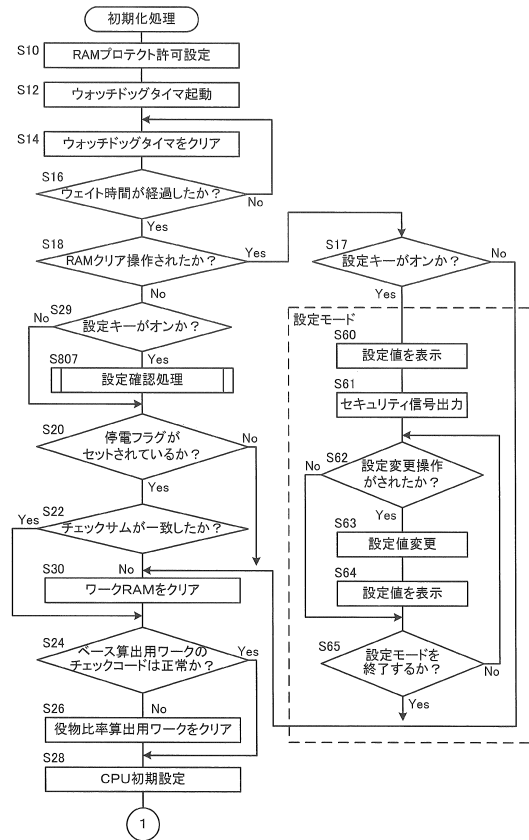 初期化処理
S10
RAMプロテクト許可設定
S12
ウォッチドッグタイマ起動
S14
ウォッチドッグタイマをクリア
S16
ウェイト時間が経過したか？
No
Yes
S18
RAMクリア操作されたか？
Yes
No
S17
設定キーがオンか？
No
Yes
S29
設定キーがオンか？
No
Yes
S807
設定確認処理
S20
停電フラグが
セットされているか？
No
Yes
S22
チェックサムが一致したか？
Yes
No
S30
ワークRAMをクリア
S24
ベース算出用ワークの
チェックコードは正常か？
Yes
No
S26
役物比率算出用ワークをクリア
S28
CPU初期設定
1
設定モード
S60
設定値を表示
S61
セキュリティ信号出力
S62
設定変更操作
がされたか？
No
Yes
S63
設定値変更
S64
設定値を表示
S65
設定モードを
終了するか？
No
Yes